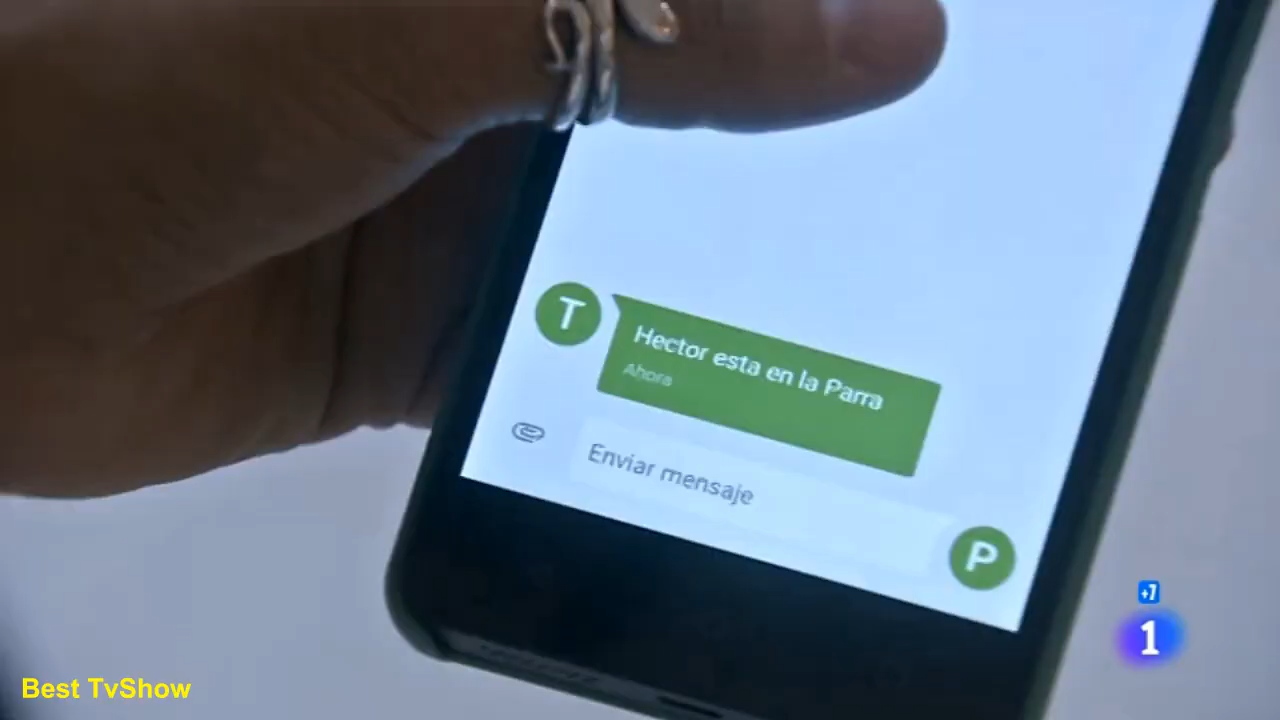 T
Hector esta en la Parra
Ahora
Enviar mensaje
P
+7
1
Best TvShow